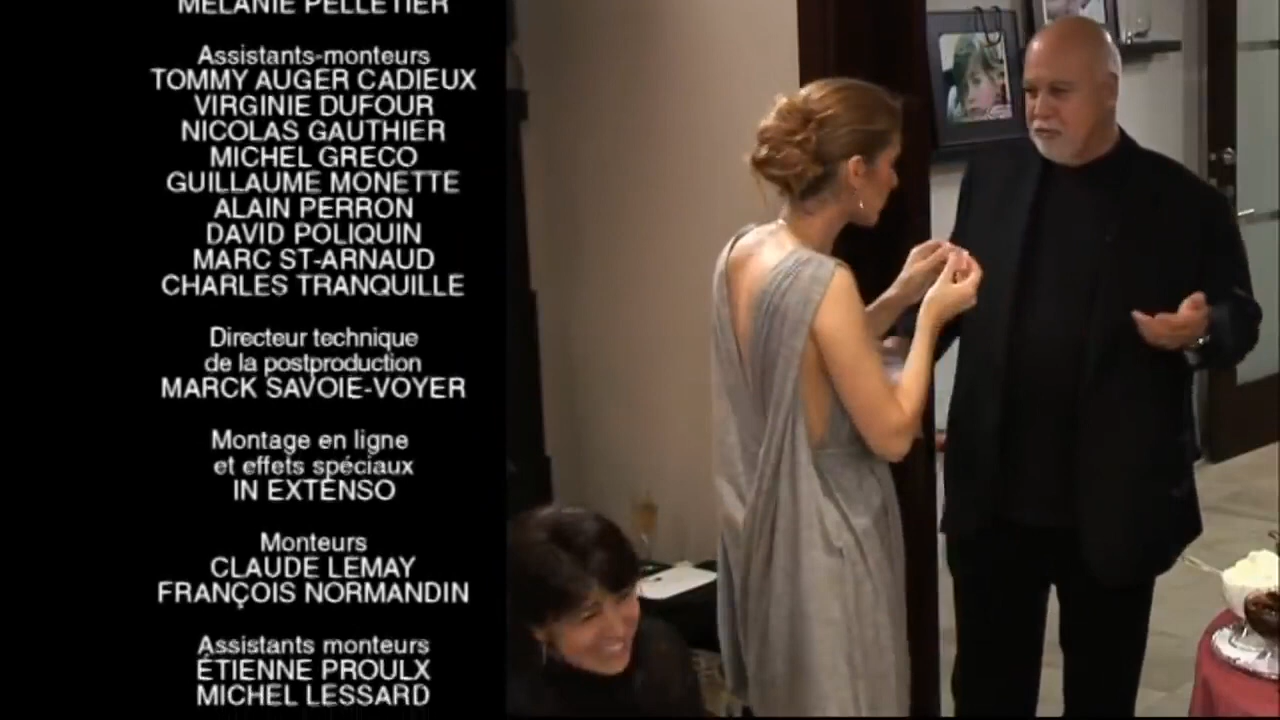 MÉLANIE PELLETIER
Assistants-monteurs
TOMMY AUGER CADIEUX
VIRGINIE DUFOUR
NICOLAS GAUTHIER
MICHEL GRECO
GUILLAUME MONETTE
ALAIN PERRON
DAVID POLIQUIN
MARC ST-ARNAUD
CHARLES TRANQUILLE
Directeur technique
de la postproduction
MARCK SAVOIE-VOYER
Montage en ligne
et effets spéciaux
IN EXTENSO
Monteurs
CLAUDE LEMAY
FRANÇOIS NORMANDIN
Assistants monteurs
ÉTIENNE PROULX
MICHEL LESSARD